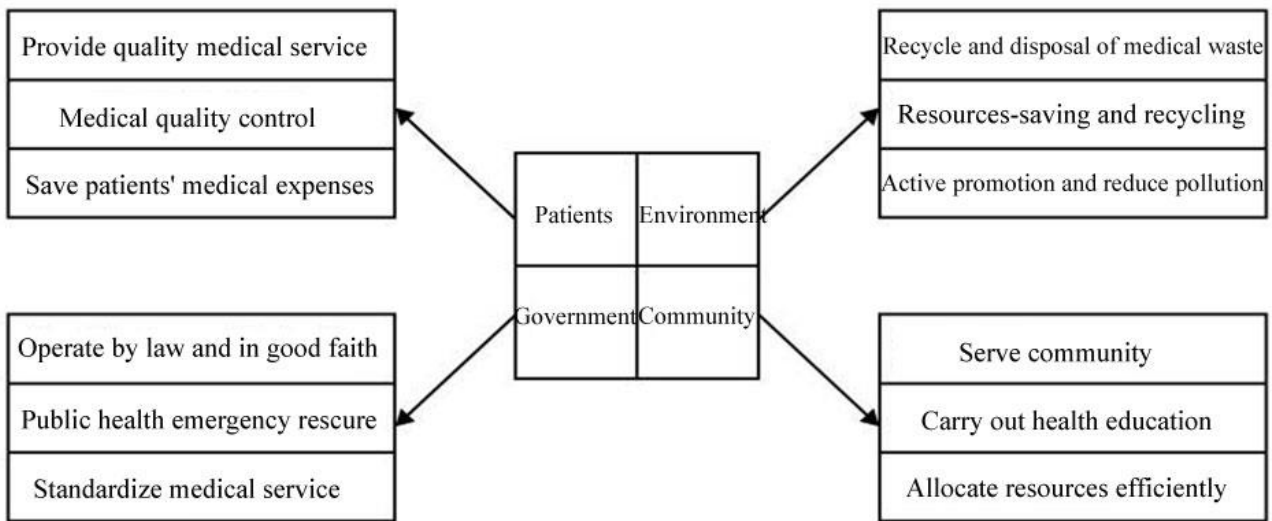 Provide quality medical service
Medical quality control
Save patients' medical expenses
Recycle and disposal of medical waste
Resources-saving and recycling
Active promotion and reduce pollution
Patients
Environment
Government
Community
Operate by law and in good faith
Public health emergency rescure
Standardize medical service
Serve community
Carry out health education
Allocate resources efficiently